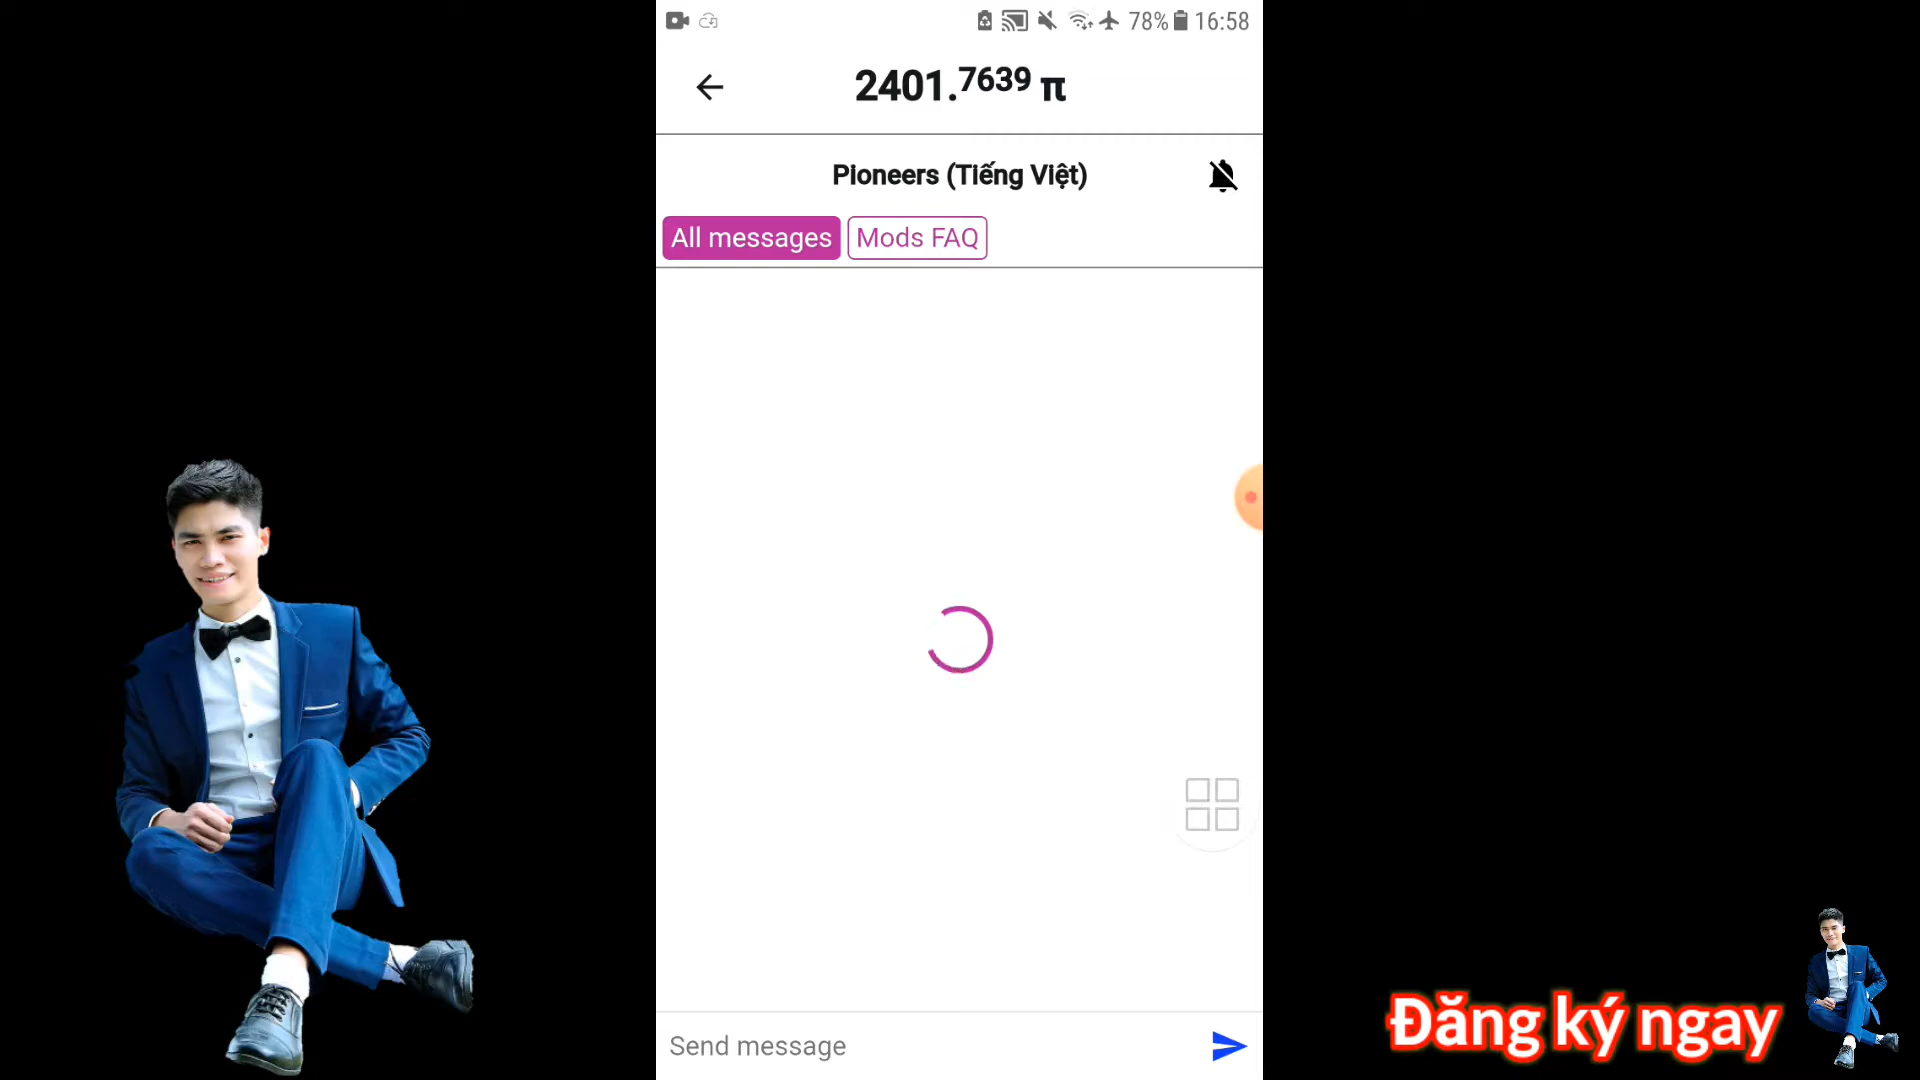 78% 16:58
2401.7639 π
Pioneers (Tiếng Việt)
All messages Mods FAQ
Send message
Đăng ký ngay